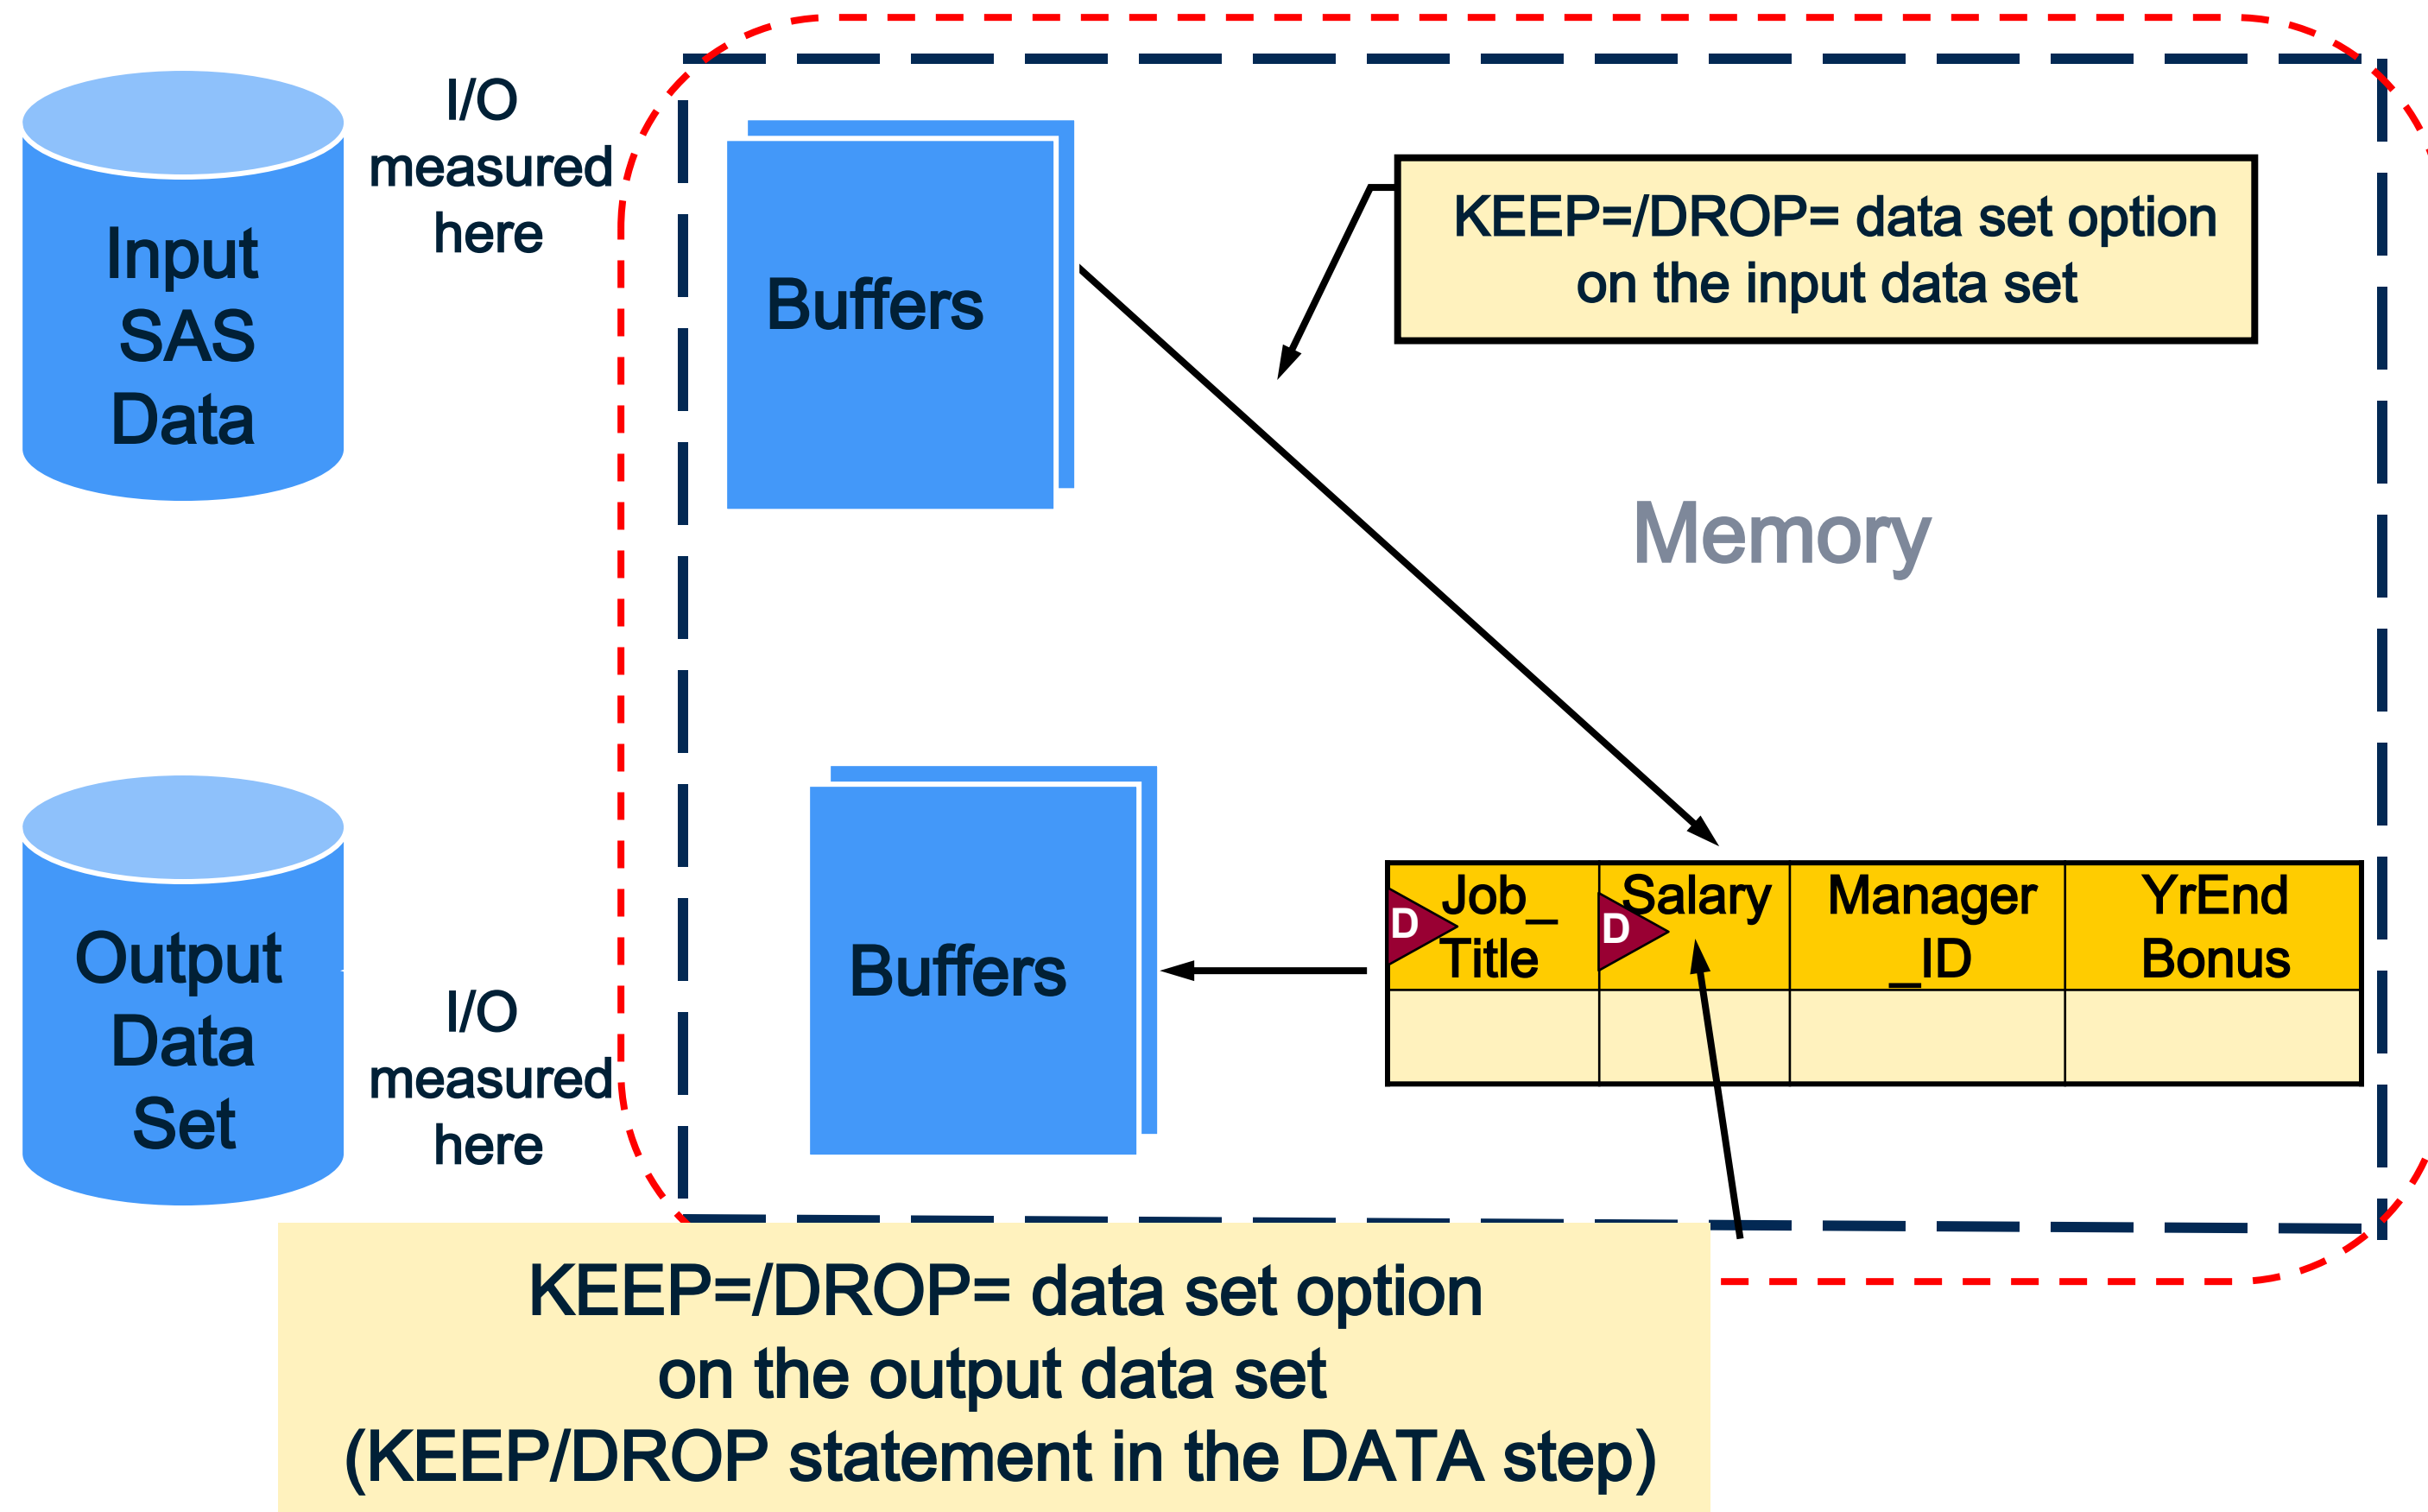 Input
SAS
Data
I/O
measured
here
Buffers
KEEP=/DROP= data set option
on the input data set
Memory
Output
Data
Set
I/O
measured
here
Buffers
D
Job_
Title
D
Salary
Manager
_ID
YrEnd
Bonus
KEEP=/DROP= data set option
on the output data set
(KEEP/DROP statement in the DATA step)